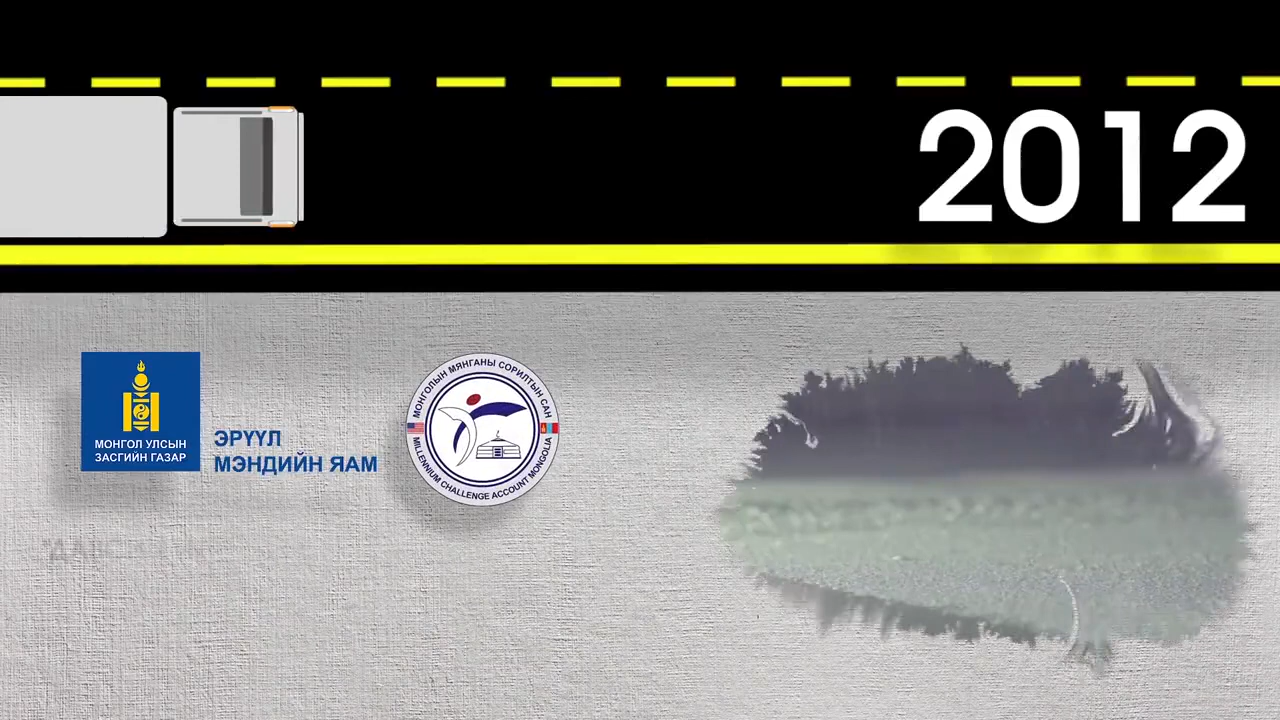 2012
МОНГОЛ УЛСЫН
ЗАСГИЙН ГАЗАР
ЭРҮҮЛ
МЭНДИЙН ЯАМ
МОНГОЛЫН МЯНГАНЫ СОРИЛТЫН САН
MILLENNIUM CHALLENGE ACCOUNT MONGOLIA